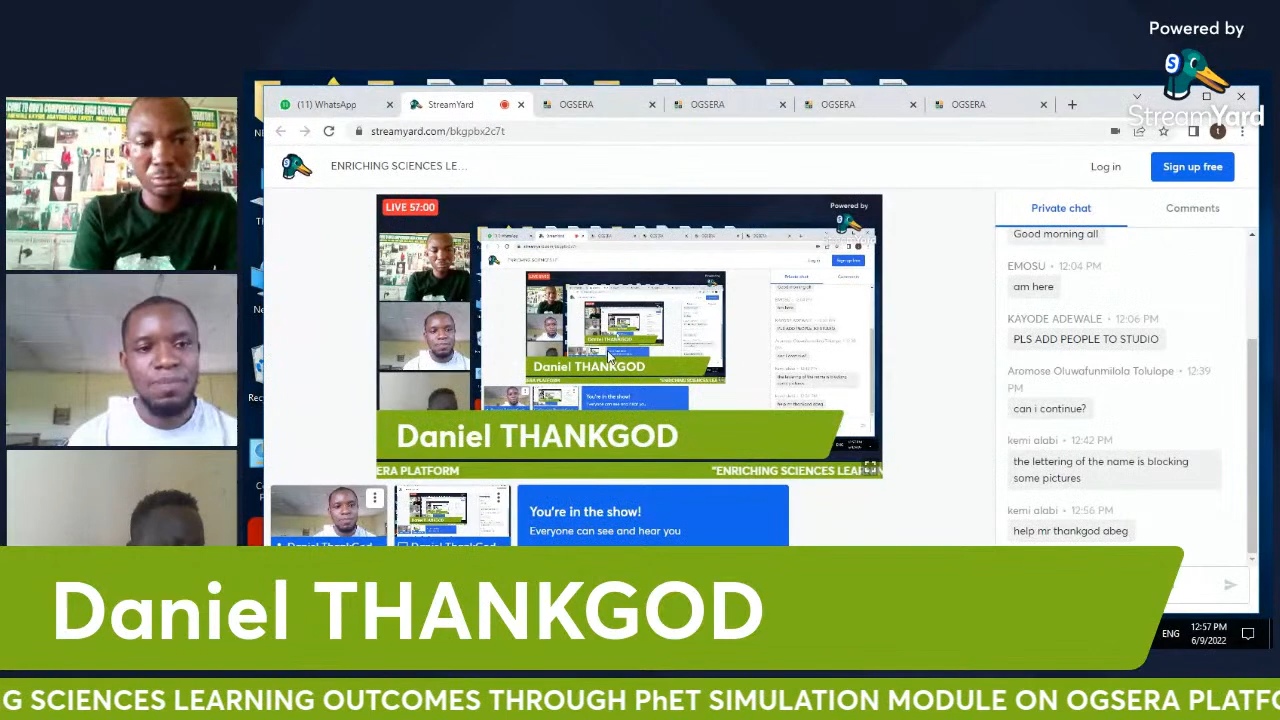 Powered by
StreamYard
(11) WhatsApp
StreamYard
OGSERA
OGSERA
OGSERA
OGSERA
streamyard.com/bkgpbx2c7t
ENRICHING SCIENCES LE...
Log in
Sign up free
LIVE 57:00
Powered by
Private chat
Comments
Good morning all
EMOSU • 12:04 PM
am here
KAYODE ADEWALE • 12:06 PM
PLS ADD PEOPLE TO STUDIO
Aromose Oluwafunmilola Tolulope • 12:39
PM
can i continue?
kemi alabi • 12:42 PM
the lettering of the name is blocking
some pictures
kemi alabi • 12:56 PM
help mr thankgod abeg
Daniel THANKGOD
Daniel THANKGOD
ERA PLATFORM
"ENRICHING SCIENCES
You're in the show!
Everyone can see and hear you
Daniel ThankGod
Daniel ThankGod
ENG
12:57 PM
6/9/2022
Daniel THANKGOD
G SCIENCES LEARNING OUTCOMES THROUGH PhET SIMULATION MODULE ON OGSERA PLATFO